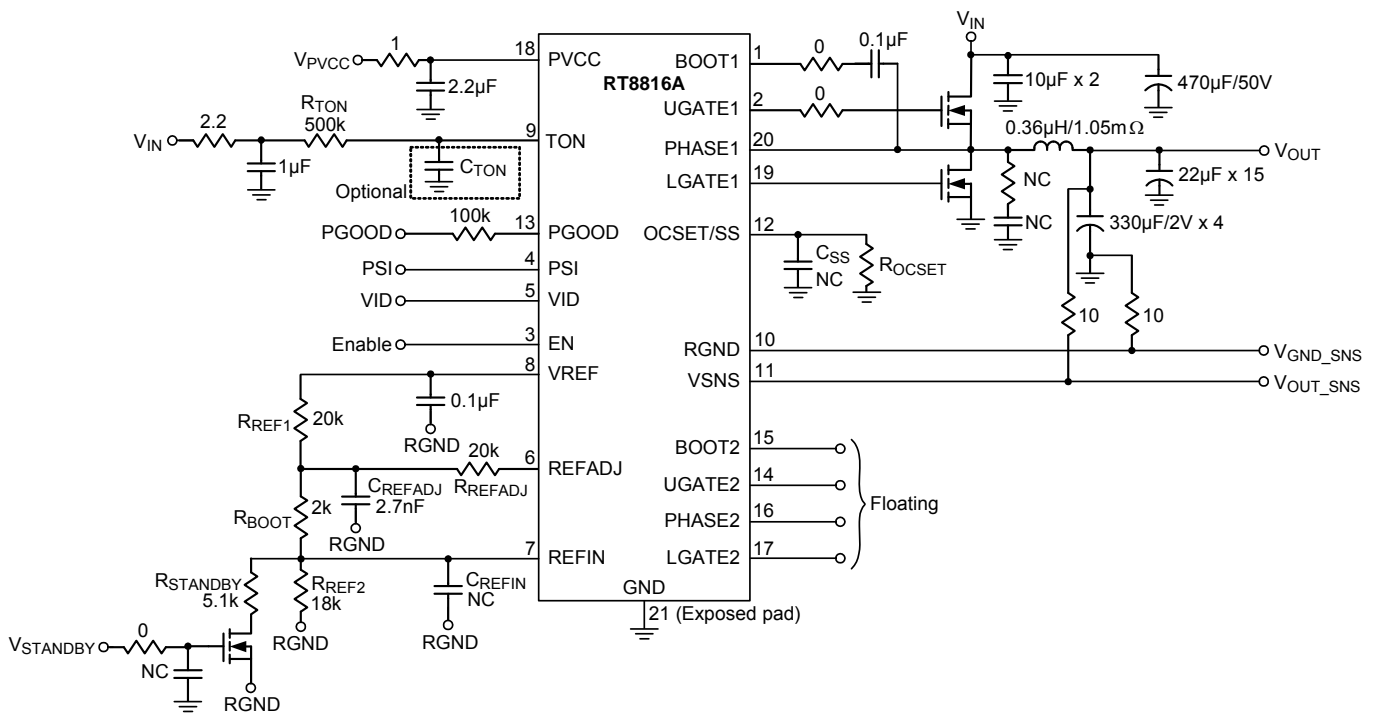 VIN
VPVCC
1
18
PVCC
2.2µF
RT8816A
BOOT1
1
0
0.1µF
10µF x 2
470µF/50V
UGATE1
2
0
RTON
500k
VIN
2.2
1µF
9
TON
CTON
Optional
PHASE1
20
0.36µH/1.05mΩ
VOUT
LGATE1
19
NC
NC
22µF x 15
330µF/2V x 4
PGOOD
100k
13
PGOOD
OCSET/SS
12
CSS
NC
ROCSET
PSI
4
PSI
VID
5
VID
10
10
Enable
3
EN
RGND
10
VGND_SNS
8
VREF
VSNS
11
VOUT_SNS
0.1µF
RGND
RREF1
20k
20k
RREFADJ
6
REFADJ
BOOT2
15
CREFADJ
2.7nF
RGND
UGATE2
14
Floating
RBOOT
2k
PHASE2
16
7
REFIN
LGATE2
17
RSTANDBY
5.1k
RREF2
18k
RGND
CREFIN
NC
RGND
GND
21 (Exposed pad)
VSTANDBY
0
NC
RGND